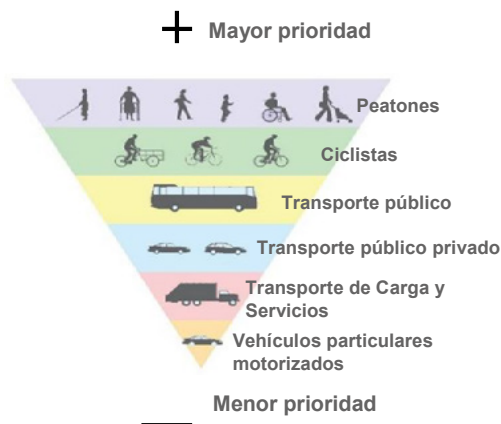 + Mayor prioridad
Peatones
Ciclistas
Transporte público
Transporte público privado
Transporte de Carga y
Servicios
Vehículos particulares
motorizados
Menor prioridad